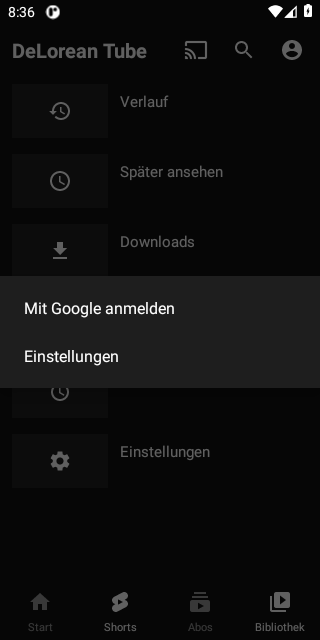 8:36
DeLorean Tube
Verlauf
Später ansehen
Downloads
Mit Google anmelden
Einstellungen
Einstellungen
Start
Shorts
Abos
Bibliothek